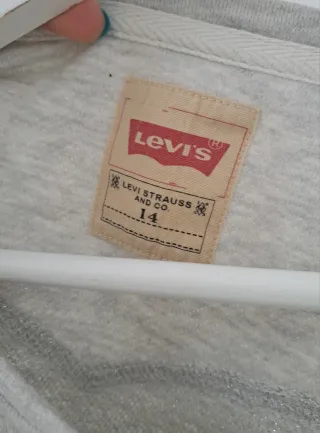 Levi's®
LEVI STRAUSS
AND CO.
14